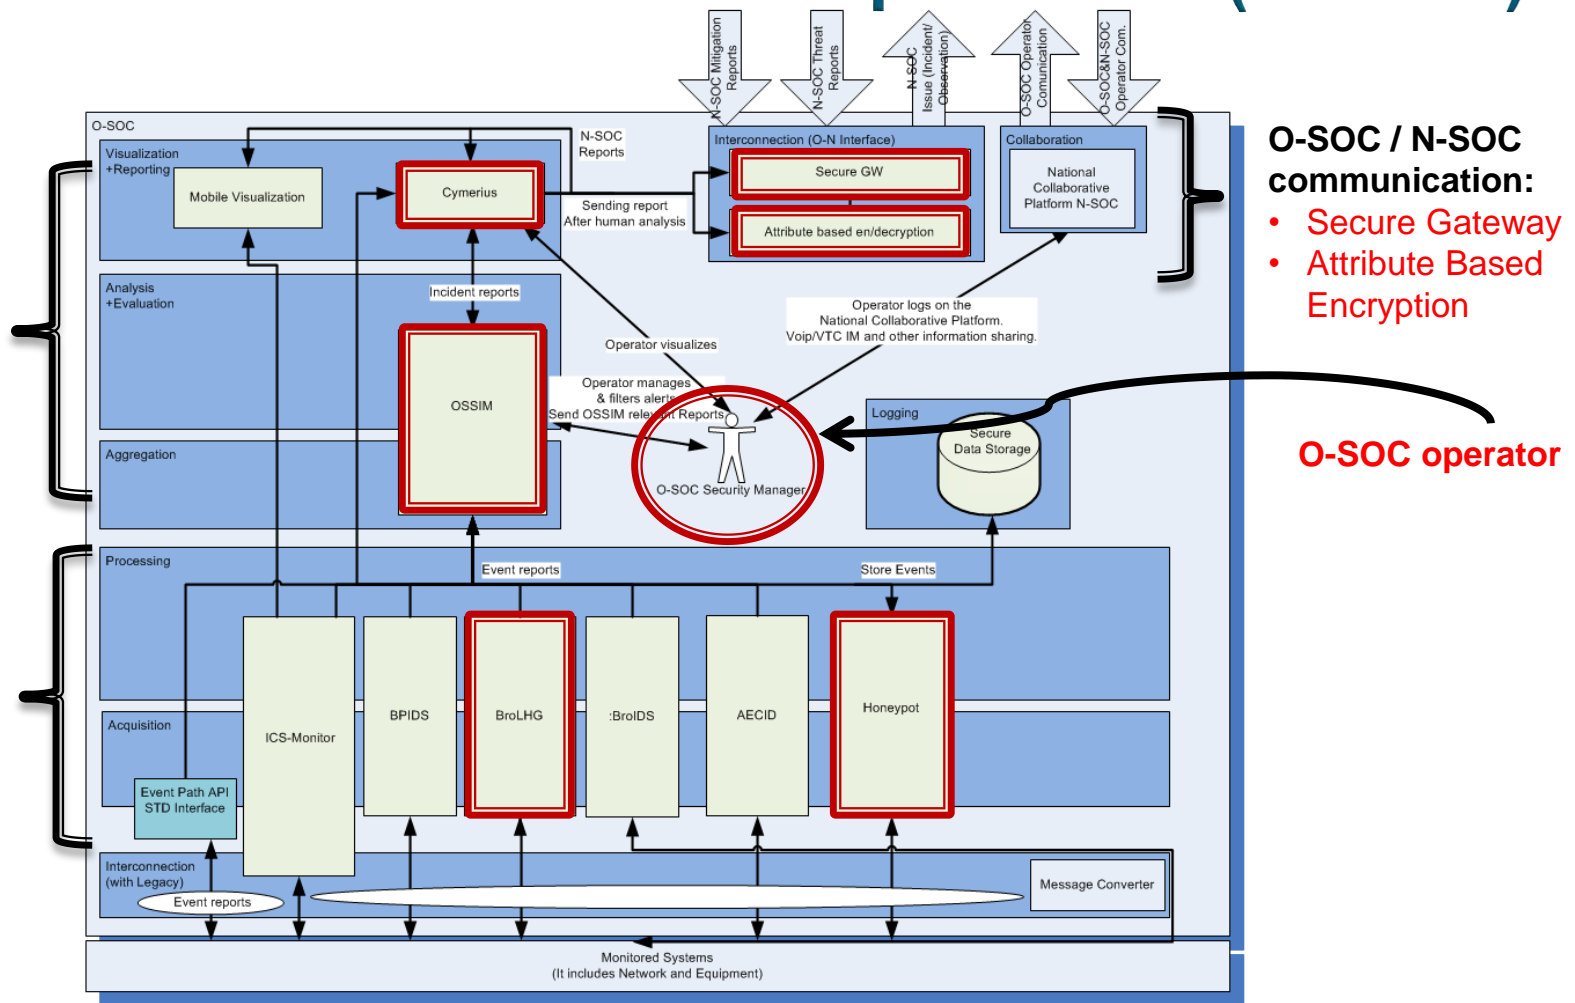 N-SOC Mitigation
Reports
N-SOC Threat
Reports
N-SOC
Issue (Incident/
Observation)
O-SOC Operator
Comunication
O-SOC&N-SOC
Operator Com.
O-SOC
Visualization
+Reporting
Mobile Visualization
Cymerius
N-SOC
Reports
Sending report
After human analysis
Interconnection (O-N Interface)
Secure GW
Attribute based en/decryption
Collaboration
National
Collaborative
Platform N-SOC
O-SOC / N-SOC
communication:
• Secure Gateway
• Attribute Based
Encryption
Analysis
+Evaluation
Incident reports
Operator logs on the
National Collaborative Platform.
Voip/VTC IM and other information sharing.
Operator visualizes
Operator manages
& filters alerts
Send OSSIM relevant Reports
OSSIM
Aggregation
O-SOC Security Manager
Logging
Secure
Data Storage
O-SOC operator
Processing
Event reports
Store Events
Acquisition
ICS-Monitor
BPIDS
BroLHG
:BroIDS
AECID
Honeypot
Event Path API
STD Interface
Interconnection
(with Legacy)
Event reports
Message Converter
Monitored Systems
(It includes Network and Equipment)